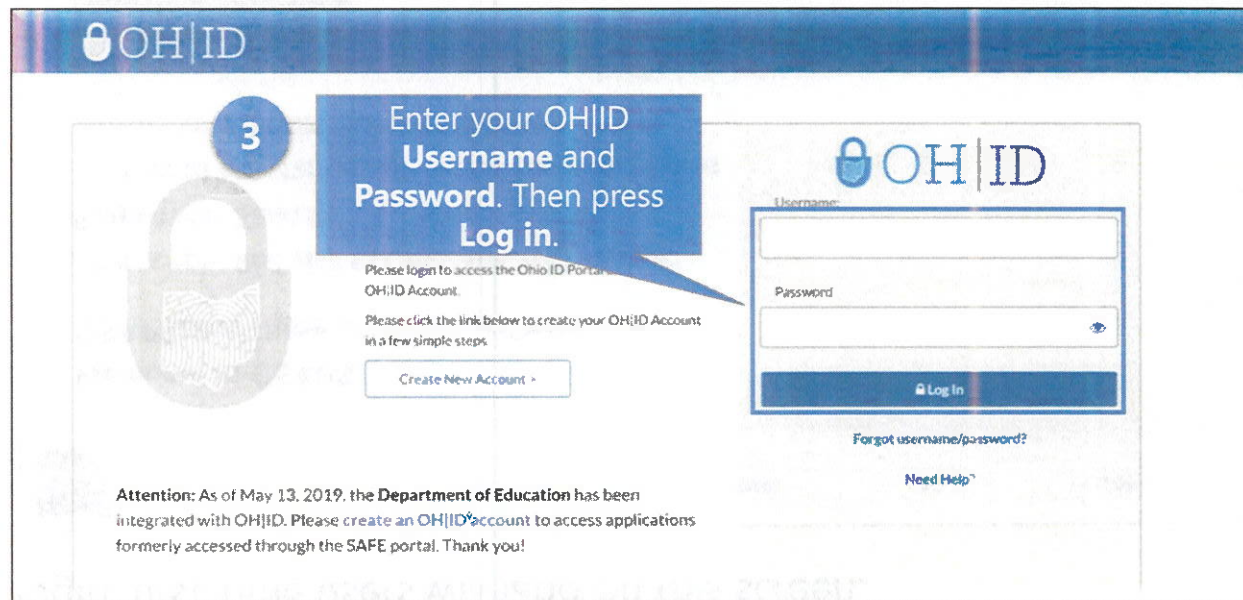 OH|ID
3
Enter your OH|ID
Username and
Password. Then press
Log in.
OH|ID
Username:
Please login to access the Ohio ID Portal
OH|ID Account.
Password
Please click the link below to create your OH|ID Account
in a few simple steps
Create New Account >
Log In
Forgot username/password?
Need Help?
Attention: As of May 13, 2019, the Department of Education has been
integrated with OH|ID. Please create an OH|ID account to access applications
formerly accessed through the SAFE portal. Thank you!